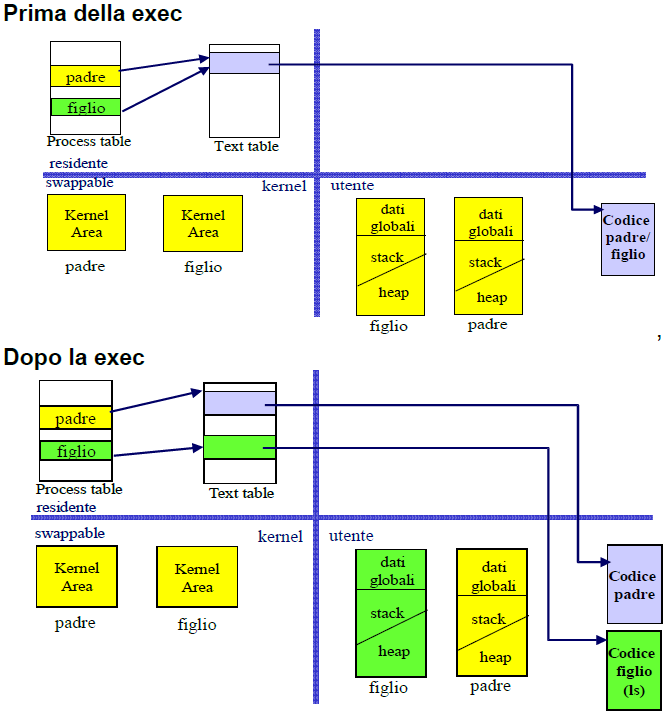 Prima della exec
padre
figlio
Process table
Text table
residente
swappable
kernel
utente
Kernel
Area
padre
Kernel
Area
figlio
dati
globali
stack
heap
figlio
dati
globali
stack
heap
padre
Codice
padre/
figlio
,
Dopo la exec
padre
figlio
Process table
Text table
residente
swappable
kernel
utente
Kernel
Area
padre
Kernel
Area
figlio
dati
globali
stack
heap
figlio
dati
globali
stack
heap
padre
Codice
padre
Codice
figlio
(ls)